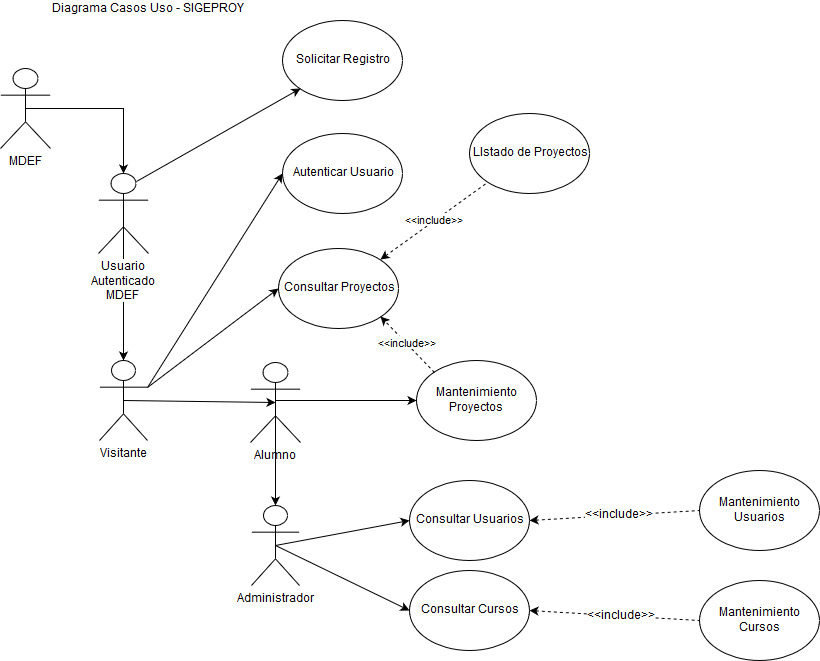 Diagrama Casos Uso - SIGEPROY
Solicitar Registro
MDEF
Autenticar Usuario
LIstado de Proyectos
<<include>>
Usuario
Autenticado
MDEF
Consultar Proyectos
<<include>>
Mantenimiento
Proyectos
Visitante
Alumno
Consultar Usuarios
<<include>>
Mantenimiento
Usuarios
Administrador
Consultar Cursos
<<include>>
Mantenimiento
Cursos